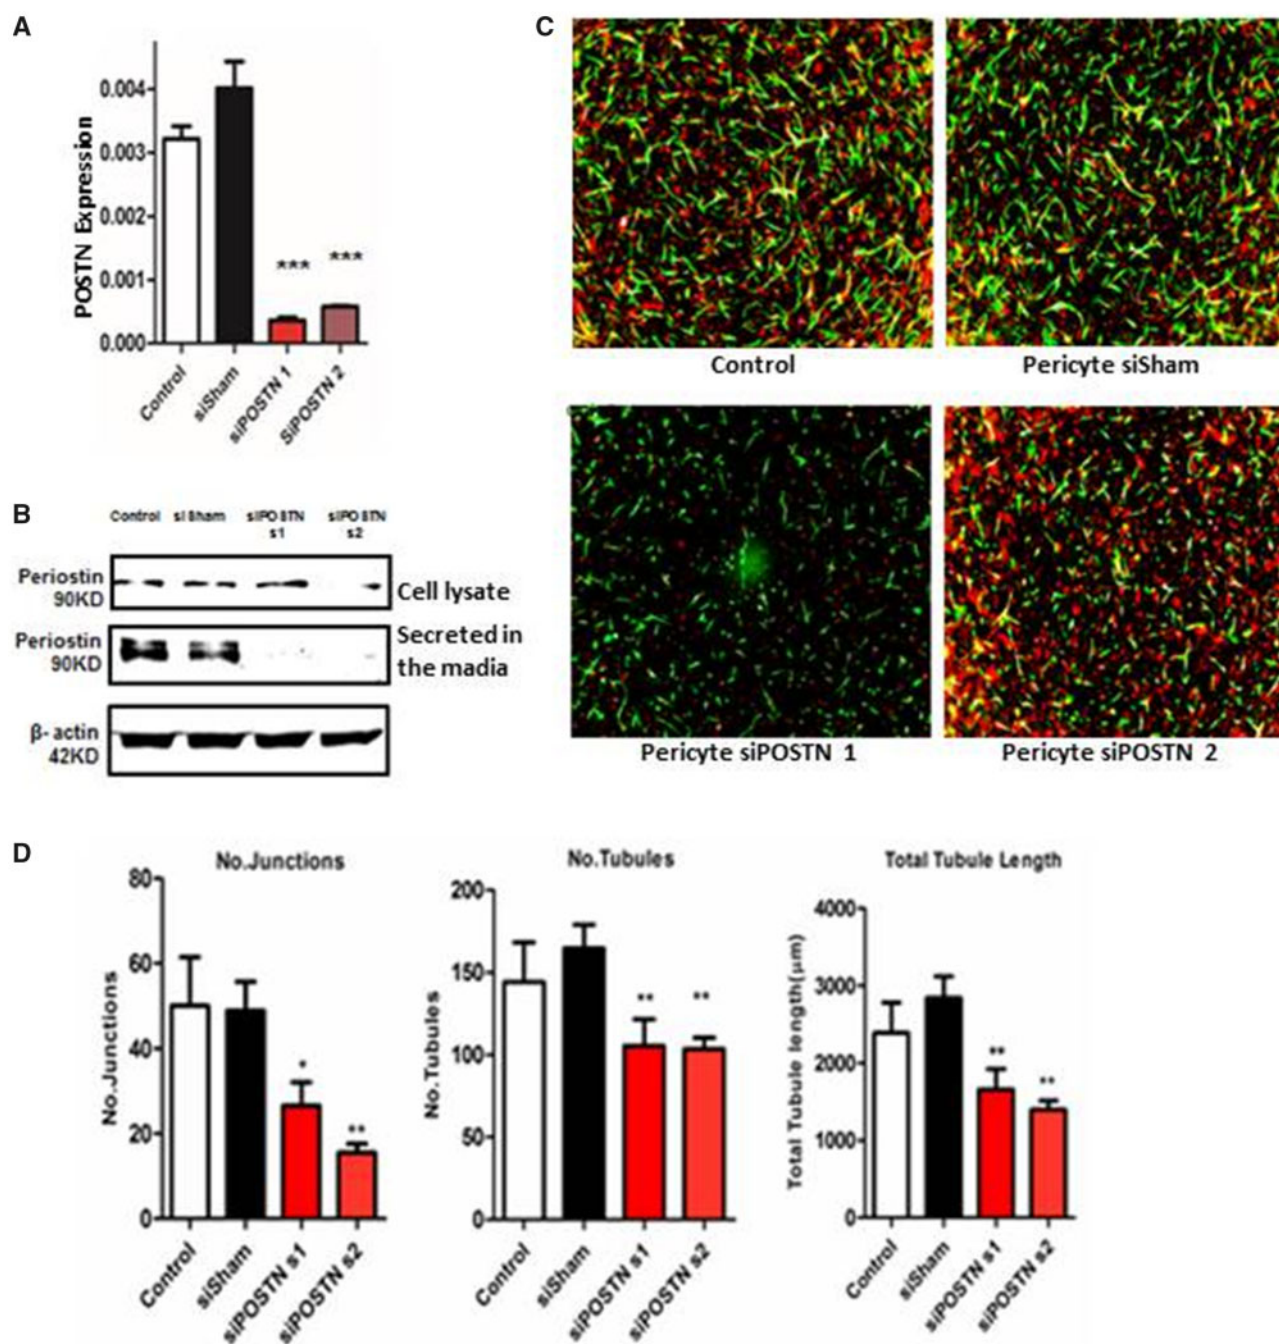 A
POSTN Expression
0.004
0.003
0.002
0.001
0.000
***
***
Control
siSham
siPOSTN 1
SiPOSTN 2
B
Control
siSham
siPOSTN
s1
siPOSTN
s2
Periostin
90KD
Cell lysate
Periostin
90KD
Secreted in
the madia
β- actin
42KD
C
Control
Pericyte siSham
Pericyte siPOSTN 1
Pericyte siPOSTN 2
D
No.Junctions
No.Junctions
80
60
40
20
0
*
**
Control
siSham
siPOSTN s1
siPOSTN s2
No.Tubules
No.Tubules
200
150
100
50
0
**
**
Control
siSham
siPOSTN s1
siPOSTN s2
Total Tubule Length
Total Tubule length(μm)
4000
3000
2000
1000
0
**
**
Control
siSham
siPOSTN s1
siPOSTN s2